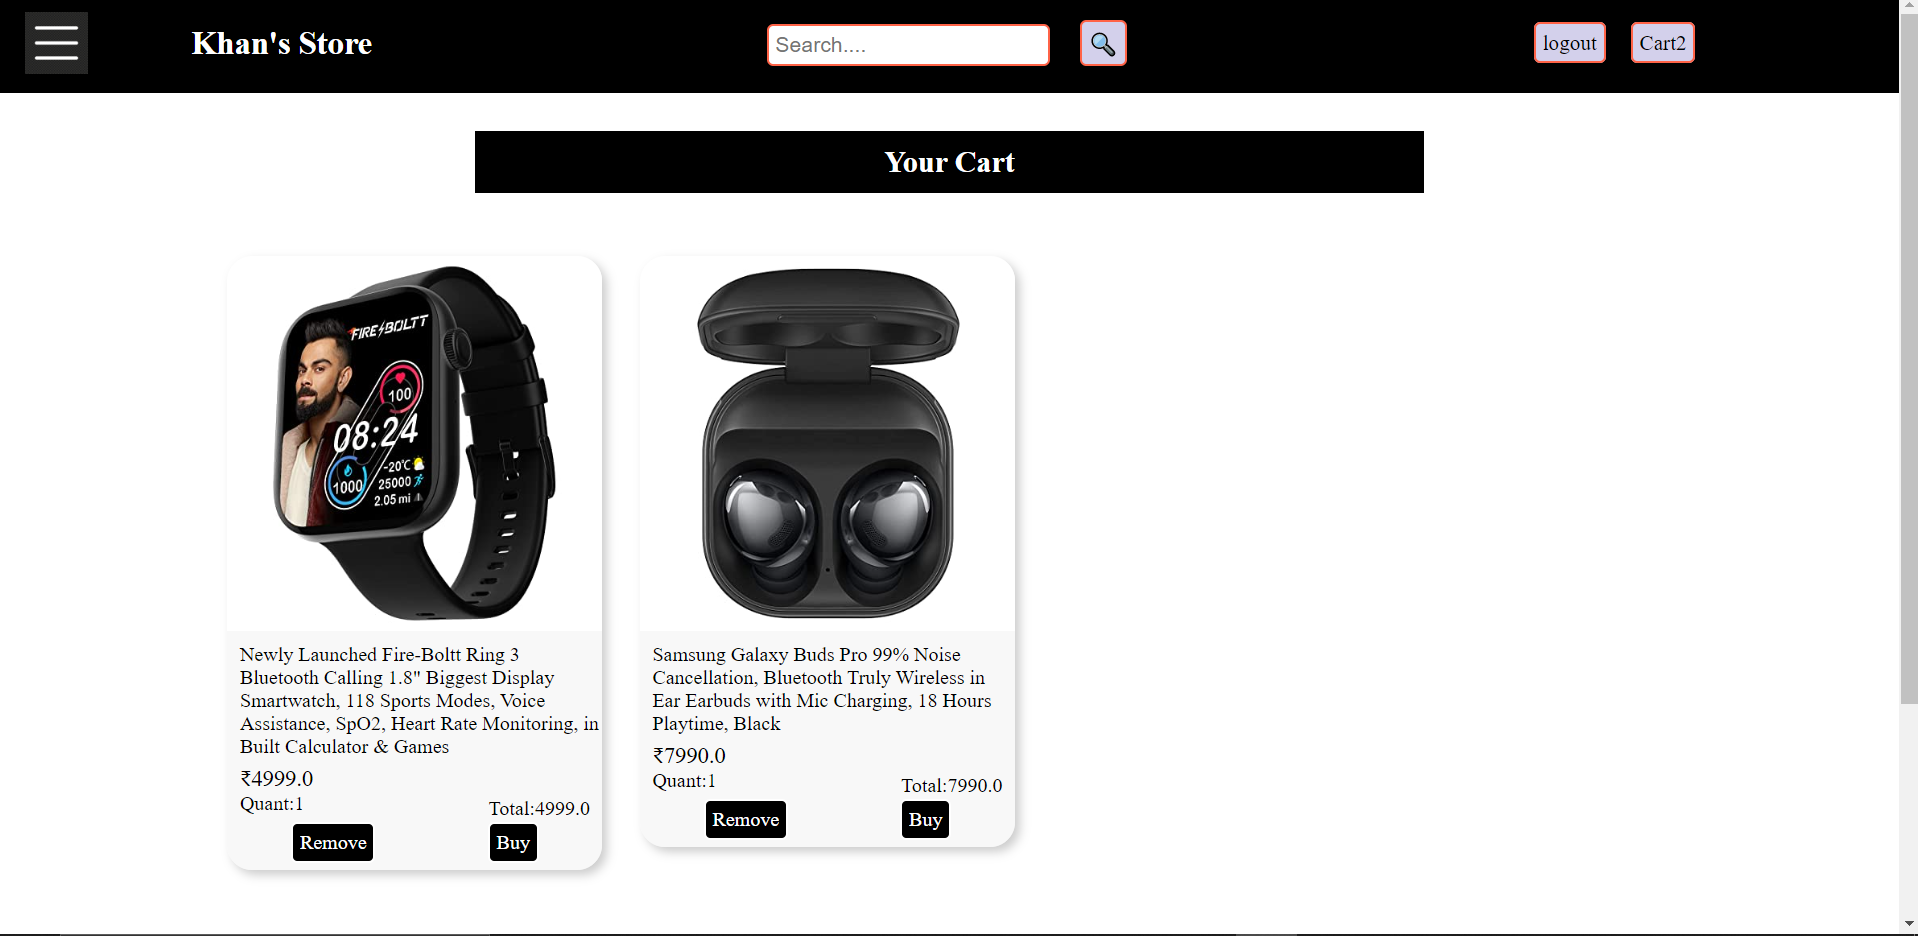 Khan's Store
Search....
logout
Cart2
Your Cart
FIRE BOLTT
100
08:24
-20°C
1000
25000
2.05 mi
Newly Launched Fire-Boltt Ring 3
Bluetooth Calling 1.8" Biggest Display
Smartwatch, 118 Sports Modes, Voice
Assistance, SpO2, Heart Rate Monitoring, in
Built Calculator & Games
₹4999.0
Quant:1
Total:4999.0
Remove
Buy
Samsung Galaxy Buds Pro 99% Noise
Cancellation, Bluetooth Truly Wireless in
Ear Earbuds with Mic Charging, 18 Hours
Playtime, Black
₹7990.0
Quant:1
Total:7990.0
Remove
Buy